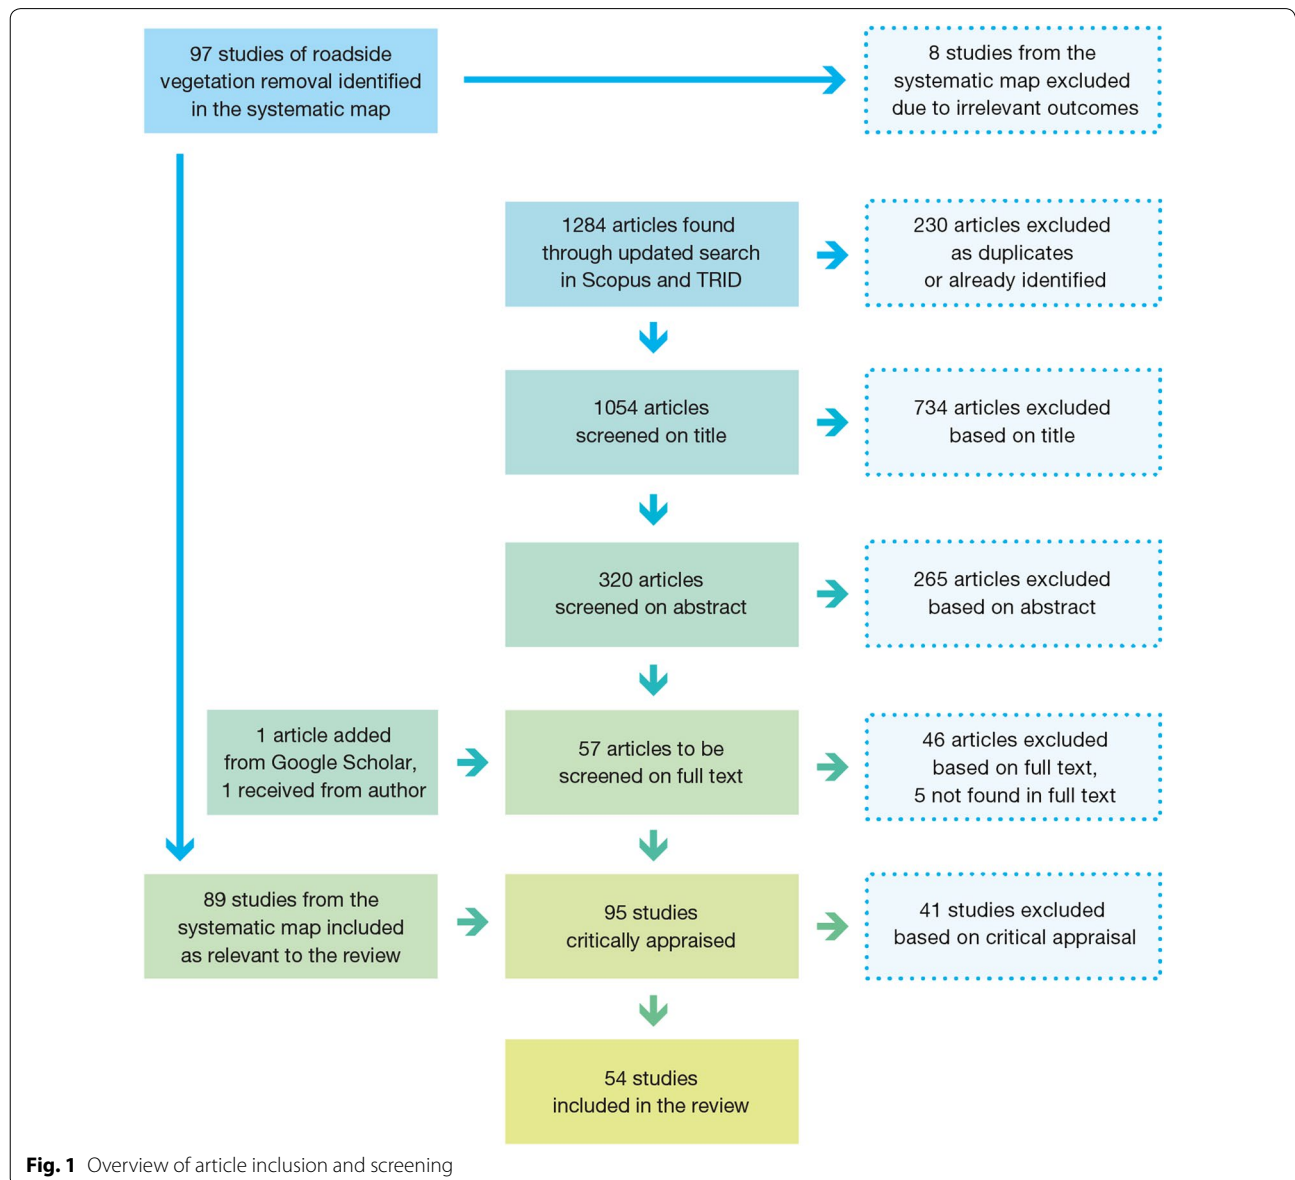 97 studies of roadside
vegetation removal identified
in the systematic map
8 studies from the
systematic map excluded
due to irrelevant outcomes
1284 articles found
through updated search
in Scopus and TRID
230 articles excluded
as duplicates
or already identified
1054 articles
screened on title
734 articles excluded
based on title
320 articles
screened on abstract
265 articles excluded
based on abstract
1 article added
from Google Scholar,
1 received from author
57 articles to be
screened on full text
46 articles excluded
based on full text,
5 not found in full text
89 studies from the
systematic map included
as relevant to the review
95 studies
critically appraised
41 studies excluded
based on critical appraisal
54 studies
included in the review
Fig. 1 Overview of article inclusion and screening